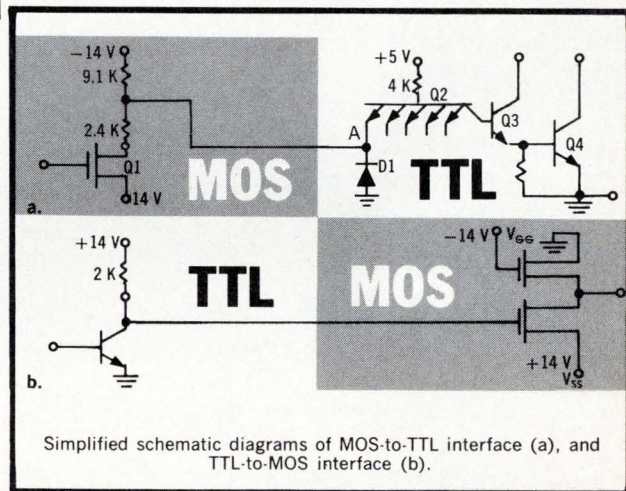 −14 V
9.1 K
2.4 K
Q1
14 V
MOS
a.
+5 V
4 K
Q2
Q3
Q4
A
D1
TTL
+14 V
2 K
TTL
b.
MOS
−14 V
VGG
+14 V
VSS
Simplified schematic diagrams of MOS-to-TTL interface (a), and
TTL-to-MOS interface (b).